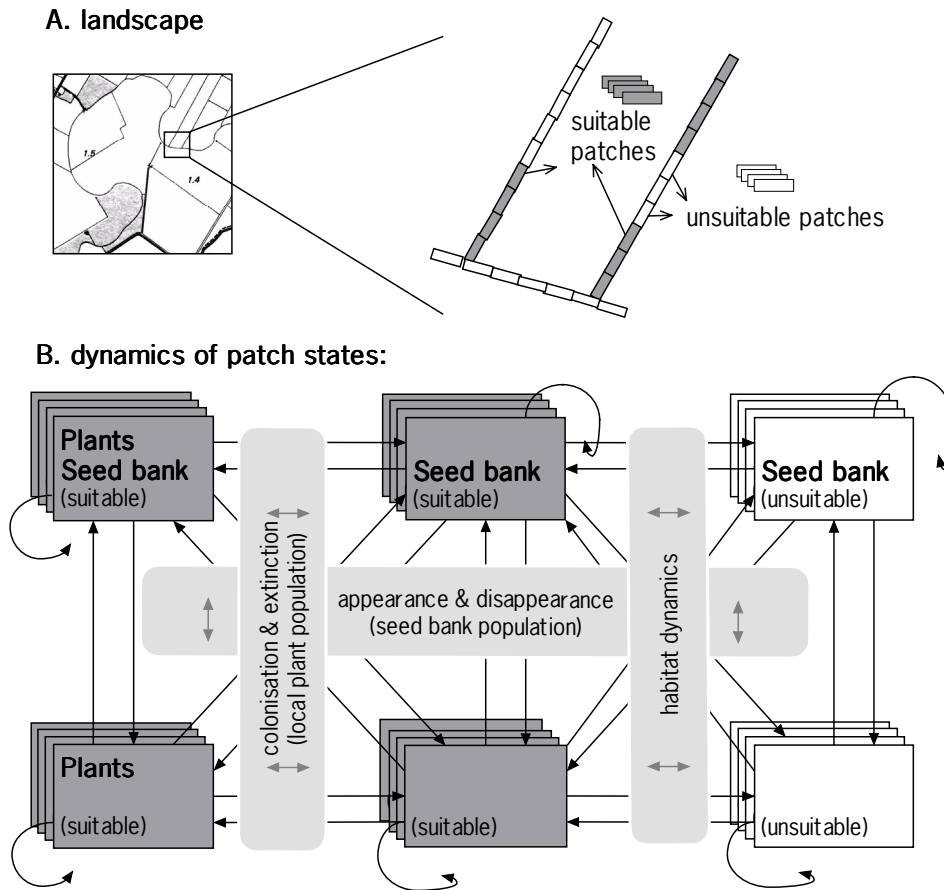 A. landscape
1.5
1.4
suitable
patches
unsuitable patches
B. dynamics of patch states:
Plants
Seed bank
(suitable)
Seed bank
(suitable)
Seed bank
(unsuitable)
colonisation & extinction
(local plant population)
appearance & disappearance
(seed bank population)
habitat dynamics
Plants
(suitable)
(suitable)
(unsuitable)